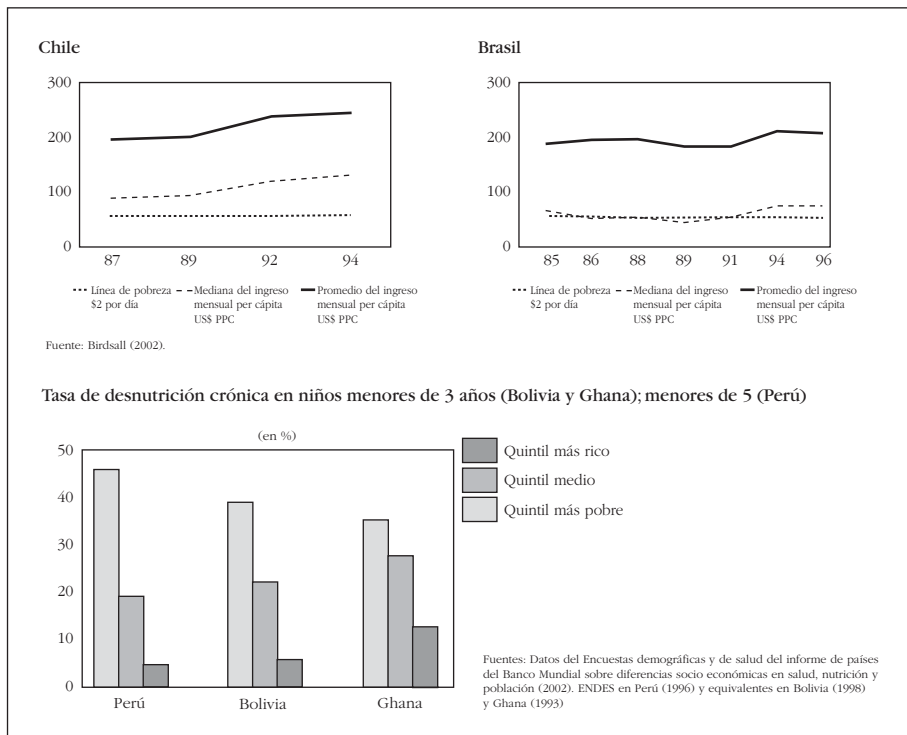 Chile
300
200
100
0
87 89 92 94
Línea de pobreza
$2 por día
Mediana del ingreso
mensual per cápita
US$ PPC
Promedio del ingreso
mensual per cápita
US$ PPC
Fuente: Birdsall (2002).
Brasil
300
200
100
0
85 86 88 89 91 94 96
Línea de pobreza
$2 por día
Mediana del ingreso
mensual per cápita
US$ PPC
Promedio del ingreso
mensual per cápita
US$ PPC
Tasa de desnutrición crónica en niños menores de 3 años (Bolivia y Ghana); menores de 5 (Perú)
(en %)
50
40
30
20
10
0
Perú Bolivia Ghana
Quintil más rico
Quintil medio
Quintil más pobre
Fuentes: Datos del Encuestas demográficas y de salud del informe de países
del Banco Mundial sobre diferencias socio económicas en salud, nutrición y
población (2002). ENDES en Perú (1996) y equivalentes en Bolivia (1998)
y Ghana (1993)